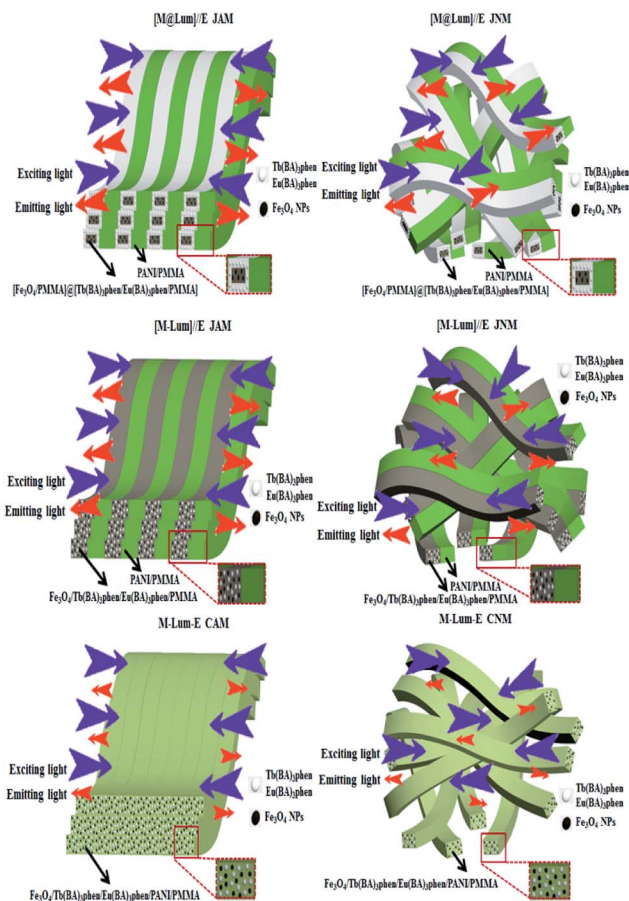 [M@Lum]//E JAM
Exciting light
Emitting light
Tb(BA)₃phen
Eu(BA)₃phen
Fe₃O₄ NPs
PANI/PMMA
[Fe₃O₄/PMMA]@[Tb(BA)₃phen/Eu(BA)₃phen/PMMA]
[M@Lum]//E JNM
Exciting light
Emitting light
Tb(BA)₃phen
Eu(BA)₃phen
Fe₃O₄ NPs
PANI/PMMA
[Fe₃O₄/PMMA]@[Tb(BA)₃phen/Eu(BA)₃phen/PMMA]
[M-Lum]//E JAM
Exciting light
Emitting light
Tb(BA)₃phen
Eu(BA)₃phen
Fe₃O₄ NPs
PANI/PMMA
Fe₃O₄/Tb(BA)₃phen/Eu(BA)₃phen/PMMA
[M-Lum]//E JNM
Exciting light
Emitting light
Tb(BA)₃phen
Eu(BA)₃phen
Fe₃O₄ NPs
PANI/PMMA
Fe₃O₄/Tb(BA)₃phen/Eu(BA)₃phen/PMMA
M-Lum-E CAM
Exciting light
Emitting light
Tb(BA)₃phen
Eu(BA)₃phen
Fe₃O₄ NPs
Fe₃O₄/Tb(BA)₃phen/Eu(BA)₃phen/PANI/PMMA
M-Lum-E CNM
Exciting light
Emitting light
Tb(BA)₃phen
Eu(BA)₃phen
Fe₃O₄ NPs
Fe₃O₄/Tb(BA)₃phen/Eu(BA)₃phen/PANI/PMMA